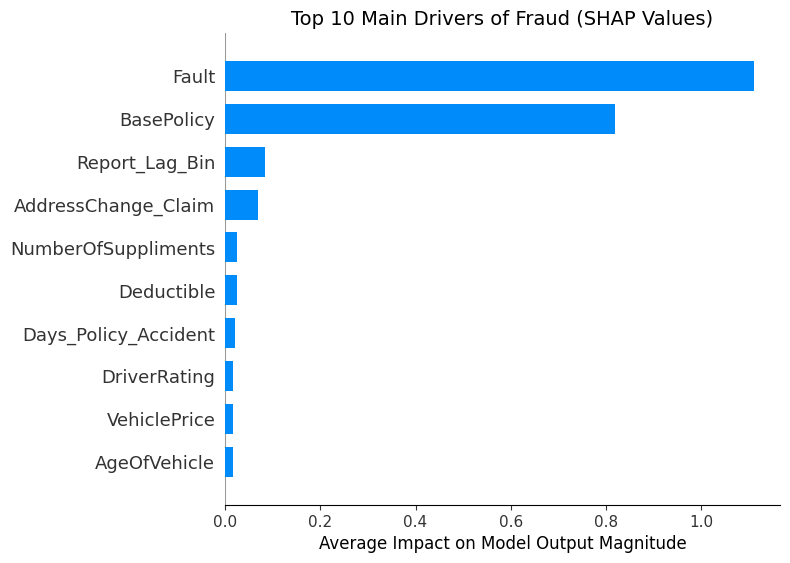 Top 10 Main Drivers of Fraud (SHAP Values)
Fault
BasePolicy
Report_Lag_Bin
AddressChange_Claim
NumberOfSuppliments
Deductible
Days_Policy_Accident
DriverRating
VehiclePrice
AgeOfVehicle
0.0 0.2 0.4 0.6 0.8 1.0
Average Impact on Model Output Magnitude